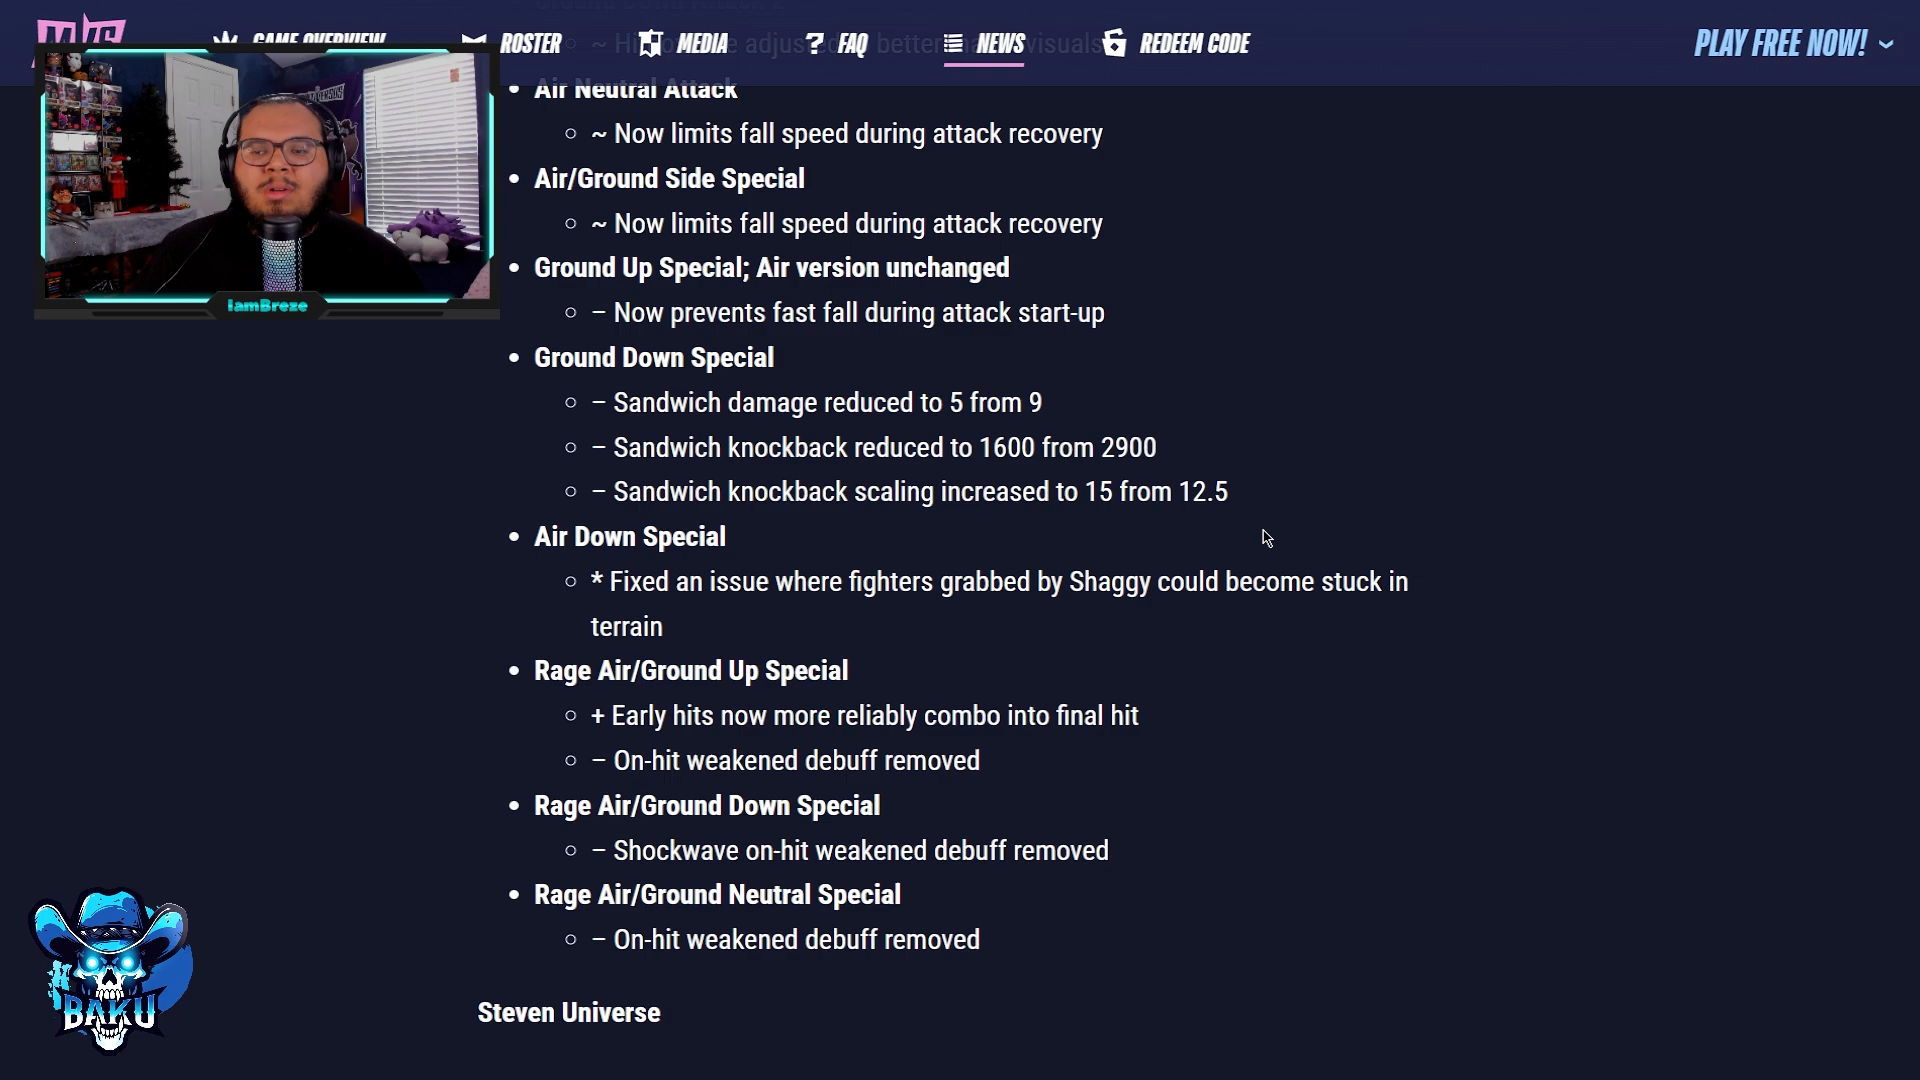 MVS GAME OVERVIEW ROSTER MEDIA ? FAQ NEWS REDEEM CODE PLAY FREE NOW!
Air Neutral Attack
~ Now limits fall speed during attack recovery
Air/Ground Side Special
~ Now limits fall speed during attack recovery
Ground Up Special; Air version unchanged
– Now prevents fast fall during attack start-up
Ground Down Special
– Sandwich damage reduced to 5 from 9
– Sandwich knockback reduced to 1600 from 2900
– Sandwich knockback scaling increased to 15 from 12.5
Air Down Special
* Fixed an issue where fighters grabbed by Shaggy could become stuck in
terrain
Rage Air/Ground Up Special
+ Early hits now more reliably combo into final hit
– On-hit weakened debuff removed
Rage Air/Ground Down Special
– Shockwave on-hit weakened debuff removed
Rage Air/Ground Neutral Special
– On-hit weakened debuff removed
Steven Universe
IamBreze
#BAKU